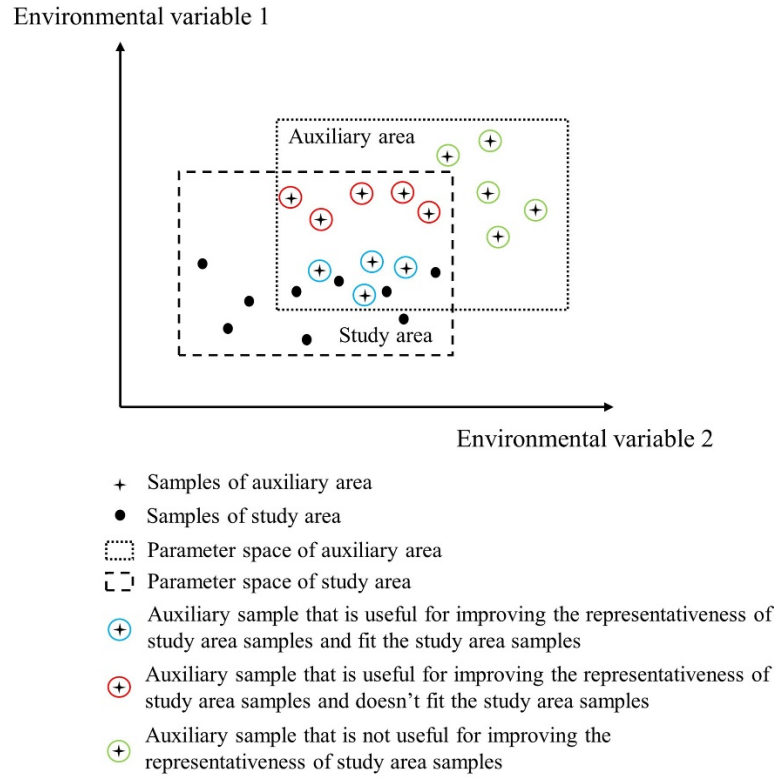 Environmental variable 1
Auxiliary area
Study area
Environmental variable 2
Samples of auxiliary area
Samples of study area
Parameter space of auxiliary area
Parameter space of study area
Auxiliary sample that is useful for improving the representativeness of
study area samples and fit the study area samples
Auxiliary sample that is useful for improving the representativeness of
study area samples and doesn't fit the study area samples
Auxiliary sample that is not useful for improving the
representativeness of study area samples